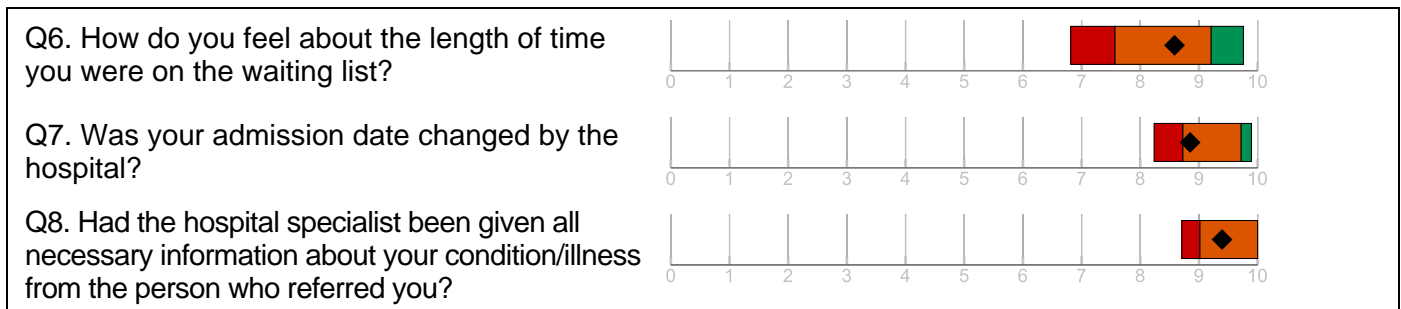 Q6. How do you feel about the length of time
you were on the waiting list?
0 1 2 3 4 5 6 7 8 9 10
Q7. Was your admission date changed by the
hospital?
0 1 2 3 4 5 6 7 8 9 10
Q8. Had the hospital specialist been given all
necessary information about your condition/illness
from the person who referred you?
0 1 2 3 4 5 6 7 8 9 10